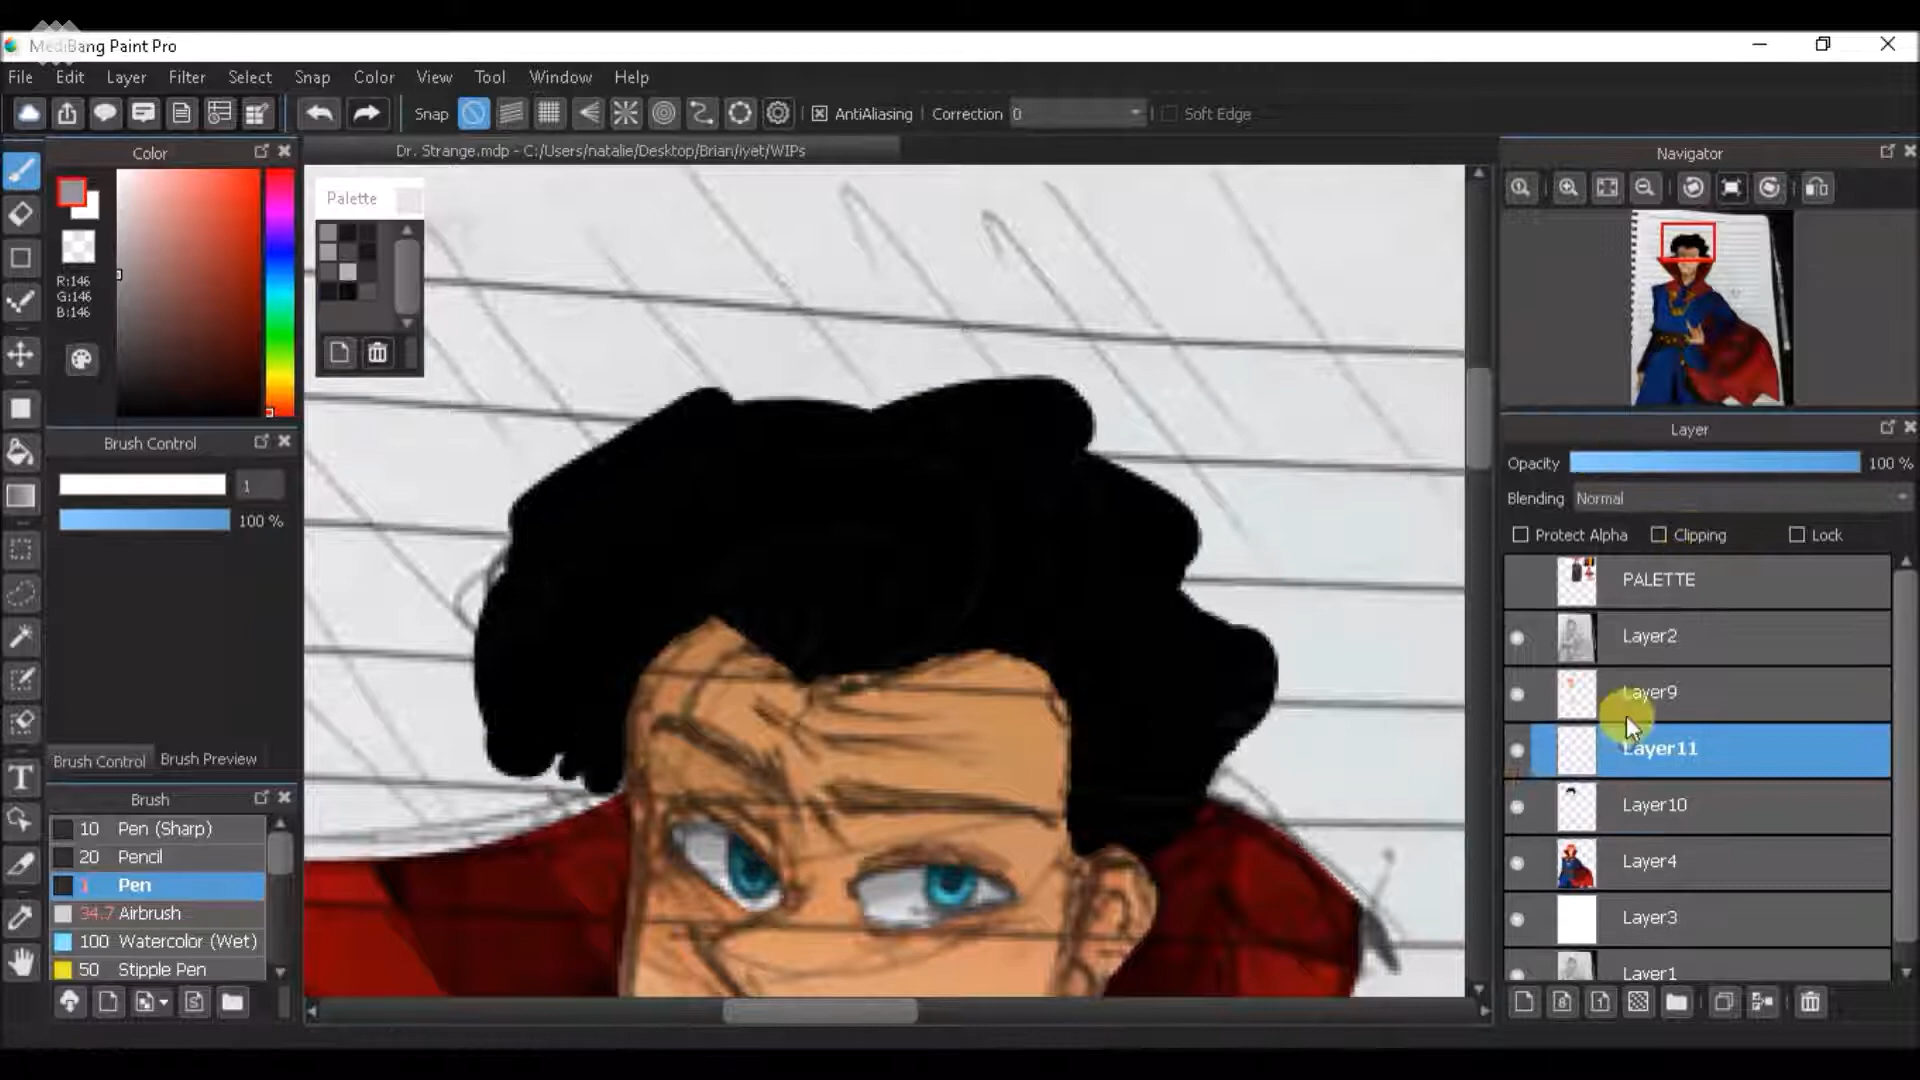 MediBang Paint Pro
File Edit Layer Filter Select Snap Color View Tool Window Help
Snap AntiAliasing Correction 0 Soft Edge
Color
Dr. Strange.mdp - C:/Users/natalie/Desktop/Brian/iyet/WIPs
Navigator
Palette
R:146
G:146
B:146
Brush Control
1
100 %
Brush Control Brush Preview
Brush
10 Pen (Sharp)
20 Pencil
1 Pen
34.7 Airbrush
100 Watercolor (Wet)
50 Stipple Pen
Layer
Opacity 100 %
Blending Normal
Protect Alpha Clipping Lock
PALETTE
Layer2
Layer9
Layer11
Layer10
Layer4
Layer3
Layer1